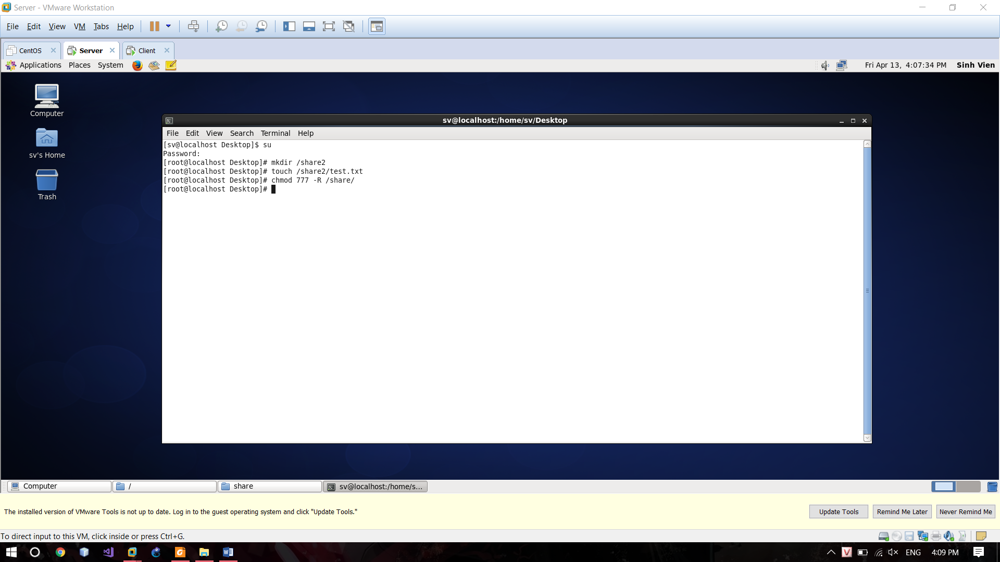 Server - VMware Workstation
File Edit View VM Tabs Help
CentOS Server Client
Applications Places System Fri Apr 13, 4:07:34 PM Sinh Vien
Computer
sv's Home
Trash
sv@localhost:/home/sv/Desktop
File Edit View Search Terminal Help
[sv@localhost Desktop]$ su
Password:
[root@localhost Desktop]# mkdir /share2
[root@localhost Desktop]# touch /share2/test.txt
[root@localhost Desktop]# chmod 777 -R /share/
[root@localhost Desktop]#
Computer / share sv@localhost:/home/s...
The installed version of VMware Tools is not up to date. Log in to the guest operating system and click "Update Tools." Update Tools Remind Me Later Never Remind Me
To direct input to this VM, click inside or press Ctrl+G.
ENG 4:09 PM